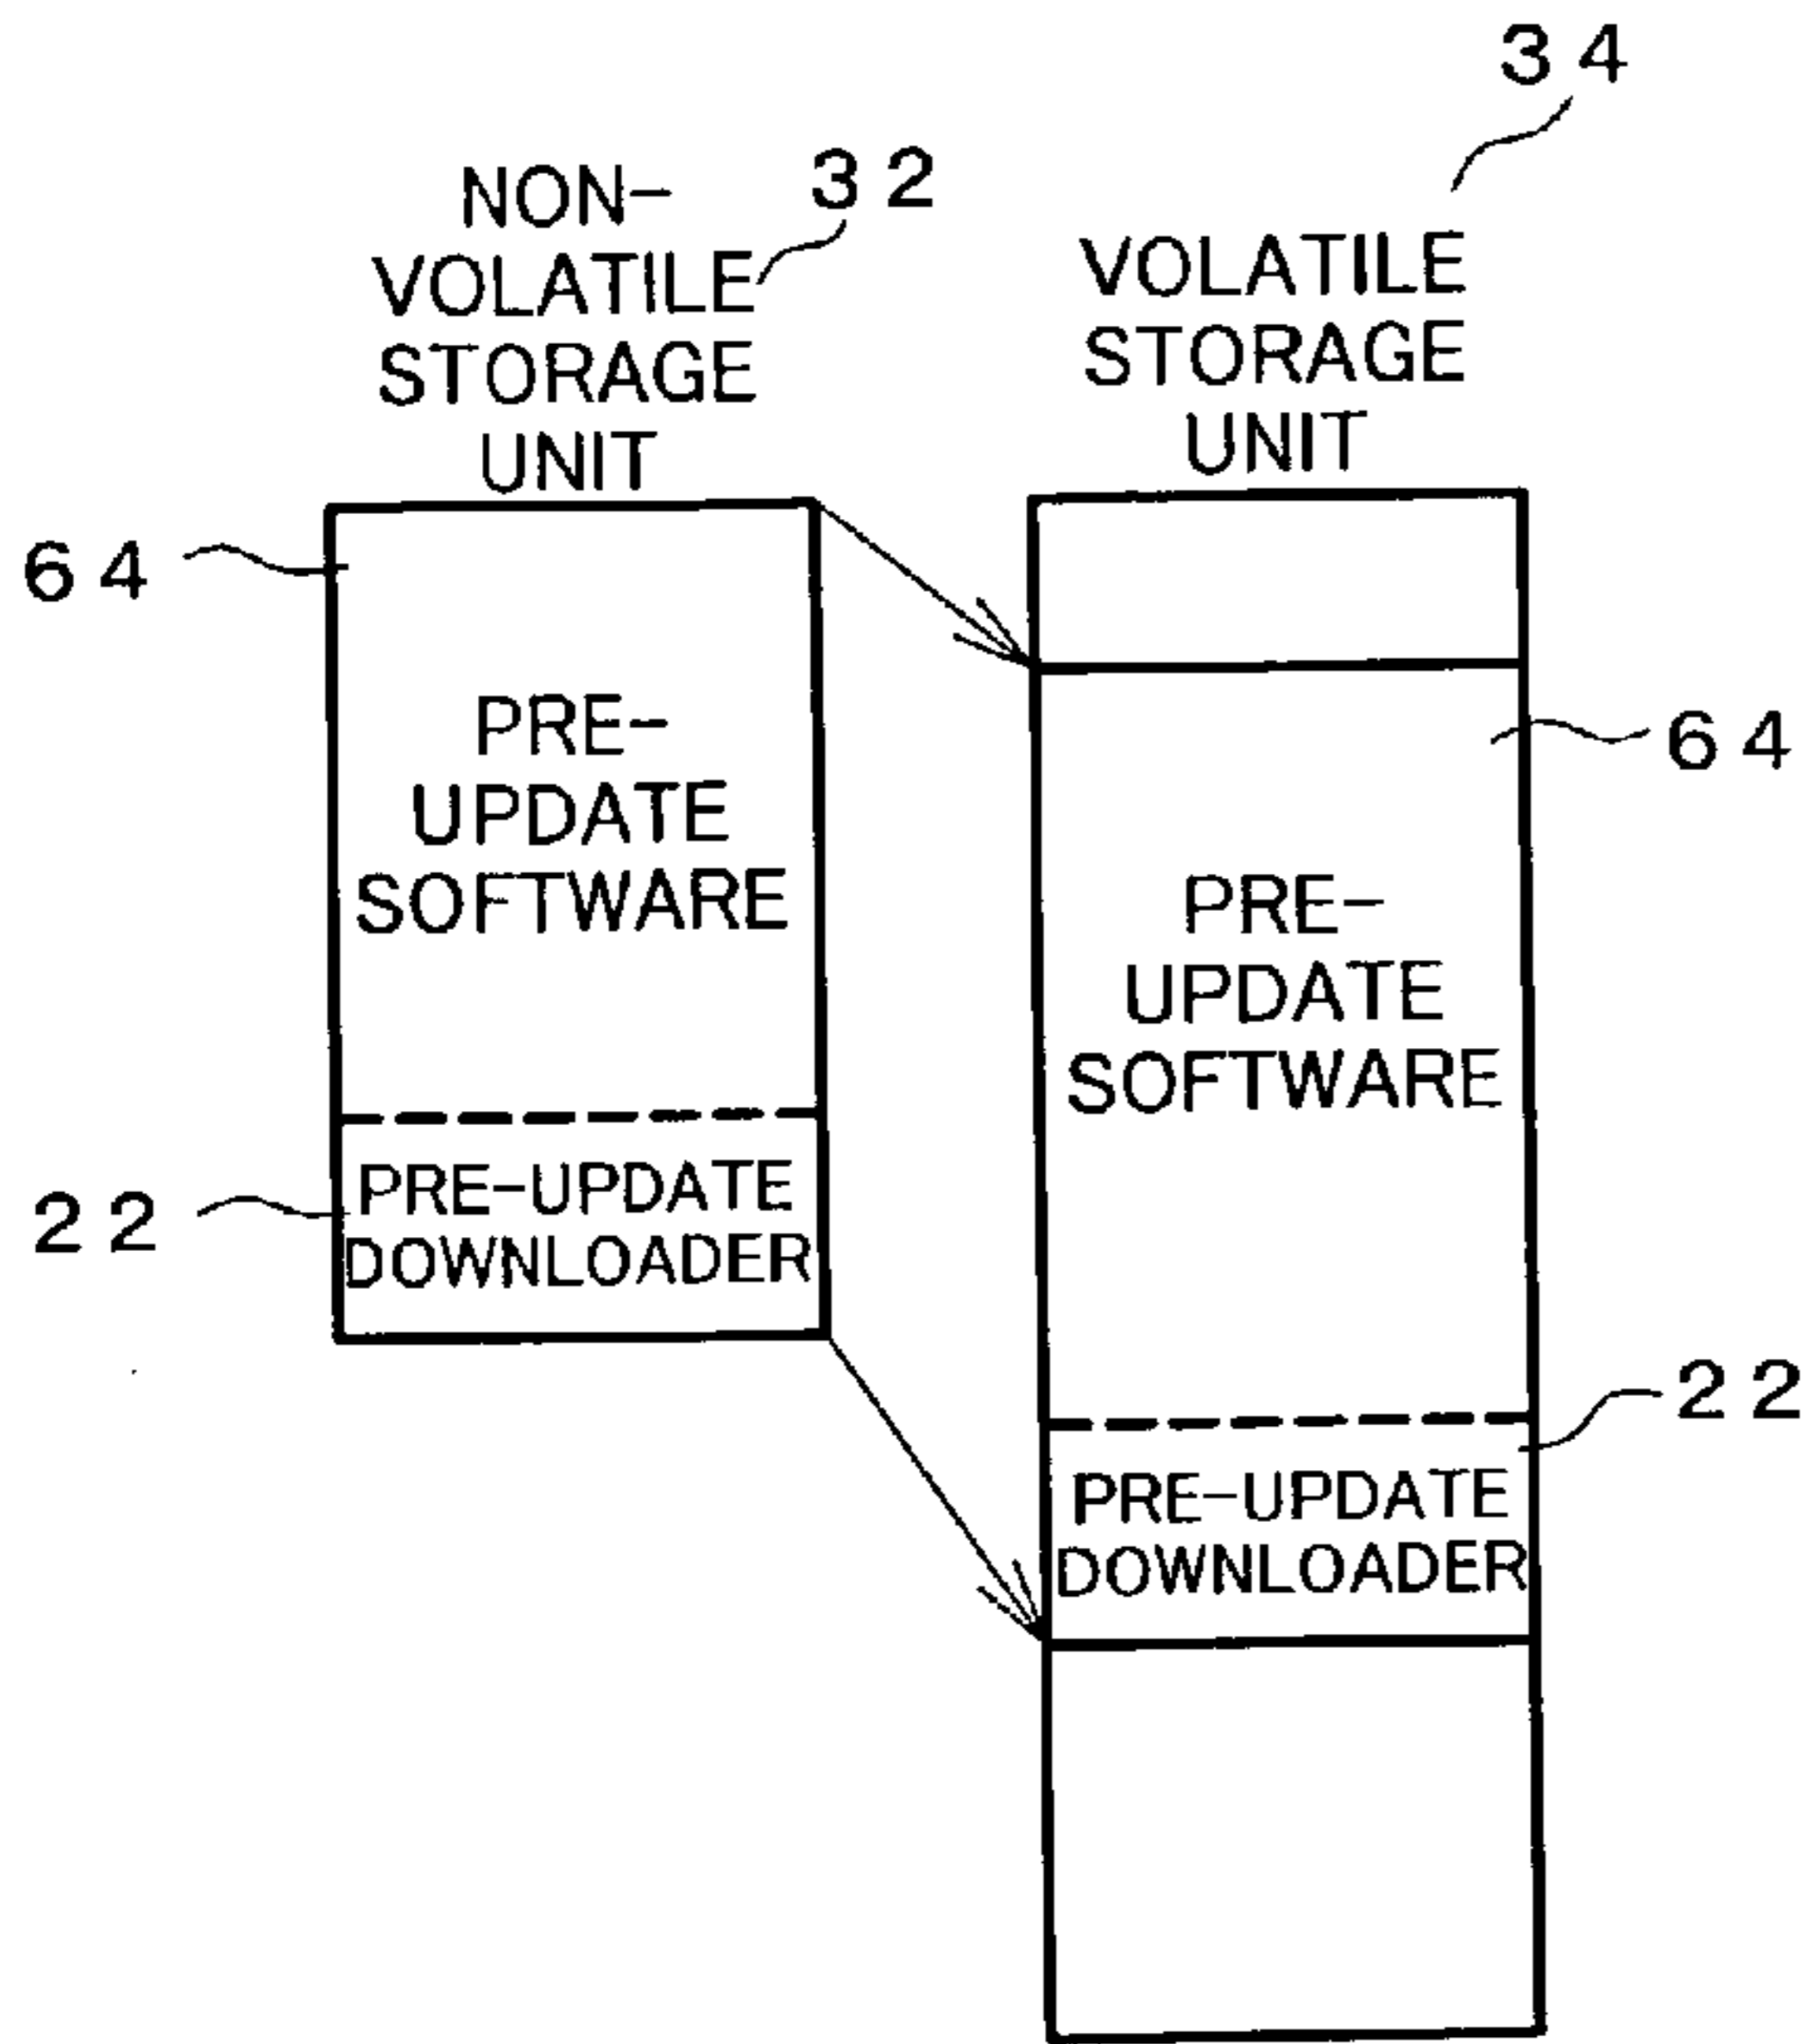 34
NON-
VOLATILE
STORAGE
UNIT
32
VOLATILE
STORAGE
UNIT
64
PRE-
UPDATE
SOFTWARE
22
PRE-UPDATE
DOWNLOADER
64
PRE-
UPDATE
SOFTWARE
22
PRE-UPDATE
DOWNLOADER